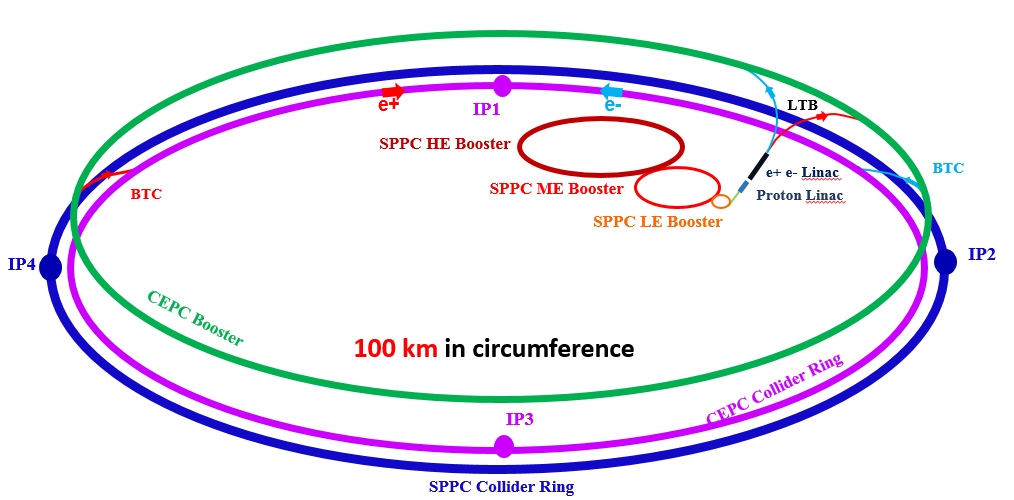 e+
IP1
e-
LTB
SPPC HE Booster
e+ e- Linac
BTC
SPPC ME Booster
BTC
Proton Linac
SPPC LE Booster
IP4
IP2
CEPC Booster
100 km in circumference
CEPC Collider Ring
IP3
SPPC Collider Ring